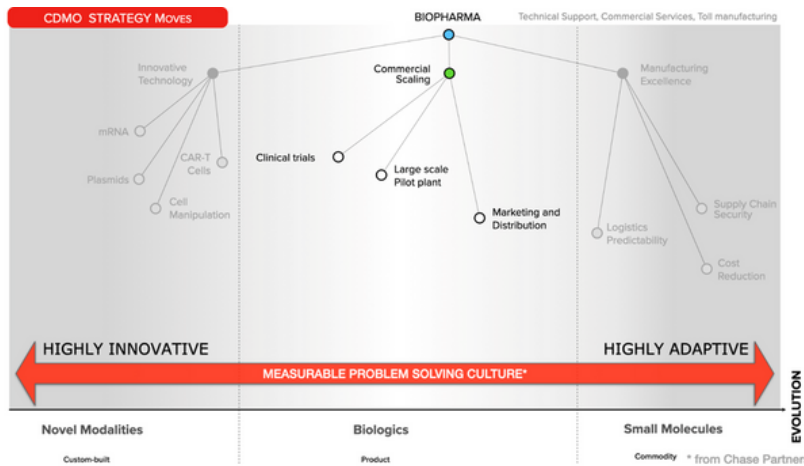 CDMO STRATEGY MOVES
BIOPHARMA
Technical Support, Commercial Services, Toll manufacturing
Innovative
Technology
Commercial
Scaling
Manufacturing
Excellence
mRNA
CAR-T
Cells
Plasmids
Cell
Manipulation
Clinical trials
Large scale
Pilot plant
Marketing and
Distribution
Logistics
Predictability
Supply Chain
Security
Cost
Reduction
HIGHLY INNOVATIVE
HIGHLY ADAPTIVE
MEASURABLE PROBLEM SOLVING CULTURE*
EVOLUTION
Novel Modalities
Biologics
Small Molecules
Custom-built
Product
Commodity
* from Chase Partner